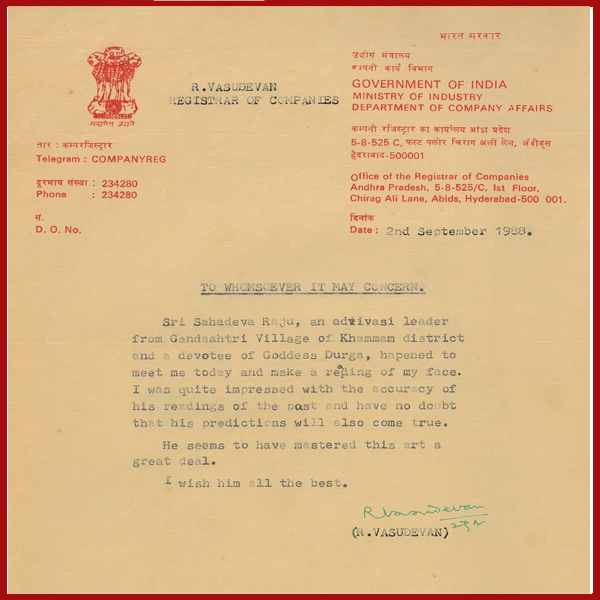 भारत सरकार
उद्योग मंत्रालय
कम्पनी कार्य विभाग
GOVERNMENT OF INDIA
MINISTRY OF INDUSTRY
DEPARTMENT OF COMPANY AFFAIRS
R.VASUDEVAN
REGISTRAR OF COMPANIES
सत्यमेव जयते
तार : कम्परजिस्ट्रार
Telegram : COMPANYREG
दूरभाष संख्या : 234280
Phone : 234280
सं.
D. O. No.
कम्पनी रजिस्ट्रार का कार्यालय आंध्र प्रदेश
5-8-525 C, फस्ट फ्लोर चिराग अली लेन, अॅबीड्स
हैदराबाद-500001
Office of the Registrar of Companies
Andhra Pradesh, 5-8-525/C, Ist Floor,
Chirag Ali Lane, Abids, Hyderabad-500 001.
दिनांक
Date : 2nd September 1988.
TO WHOMSOEVER IT MAY CONCERN.
Sri Sahadeva Raju, an adivasi leader
from Gandashtri Village of Khammam district
and a devotee of Goddess Durga, hapened to
meet me today and make a reading of my face.
I was quite impressed with the accuracy of
his readings of the past and have no doubt
that his predictions will also come true.
He seems to have mastered this art a
great deal.
I wish him all the best.
RVasudevan
2/9/88
(R.VASUDEVAN)